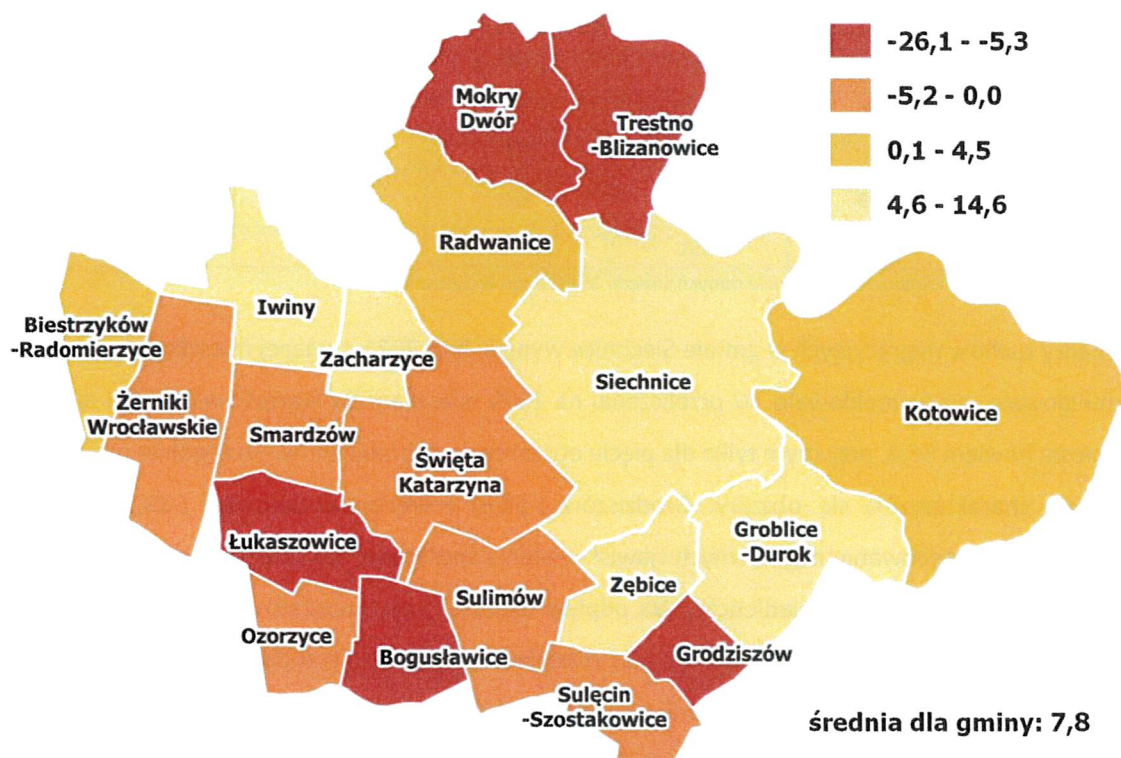 -26,1 - -5,3
-5,2 - 0,0
0,1 - 4,5
4,6 - 14,6
Mokry
Dwór
Trestno
-Blizanowice
Radwanice
Iwiny
Biestrzyków
-Radomierzyce
Zacharzyce
Siechnice
Żerniki
Wrocławskie
Smardzów
Kotowice
Święta
Katarzyna
Łukaszowice
Groblice
-Durok
Zębice
Sulimów
Ozorzyce
Bogusławice
Grodziszów
Sulęcin
-Szostakowice
średnia dla gminy: 7,8